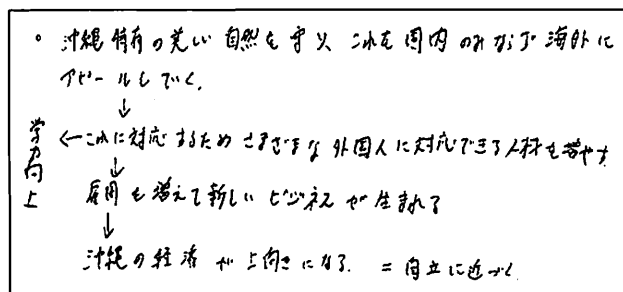 ・沖縄特有の美しい自然を守り、これを国内のみならず海外に
アピールしていく。
↓
学力向上
←これに対応するためさまざまな外国人に対応できる人材を増やす
↓
雇用も増えて新しいビジネスが生まれる
↓
沖縄の経済が上向きになる。＝自立に近づく